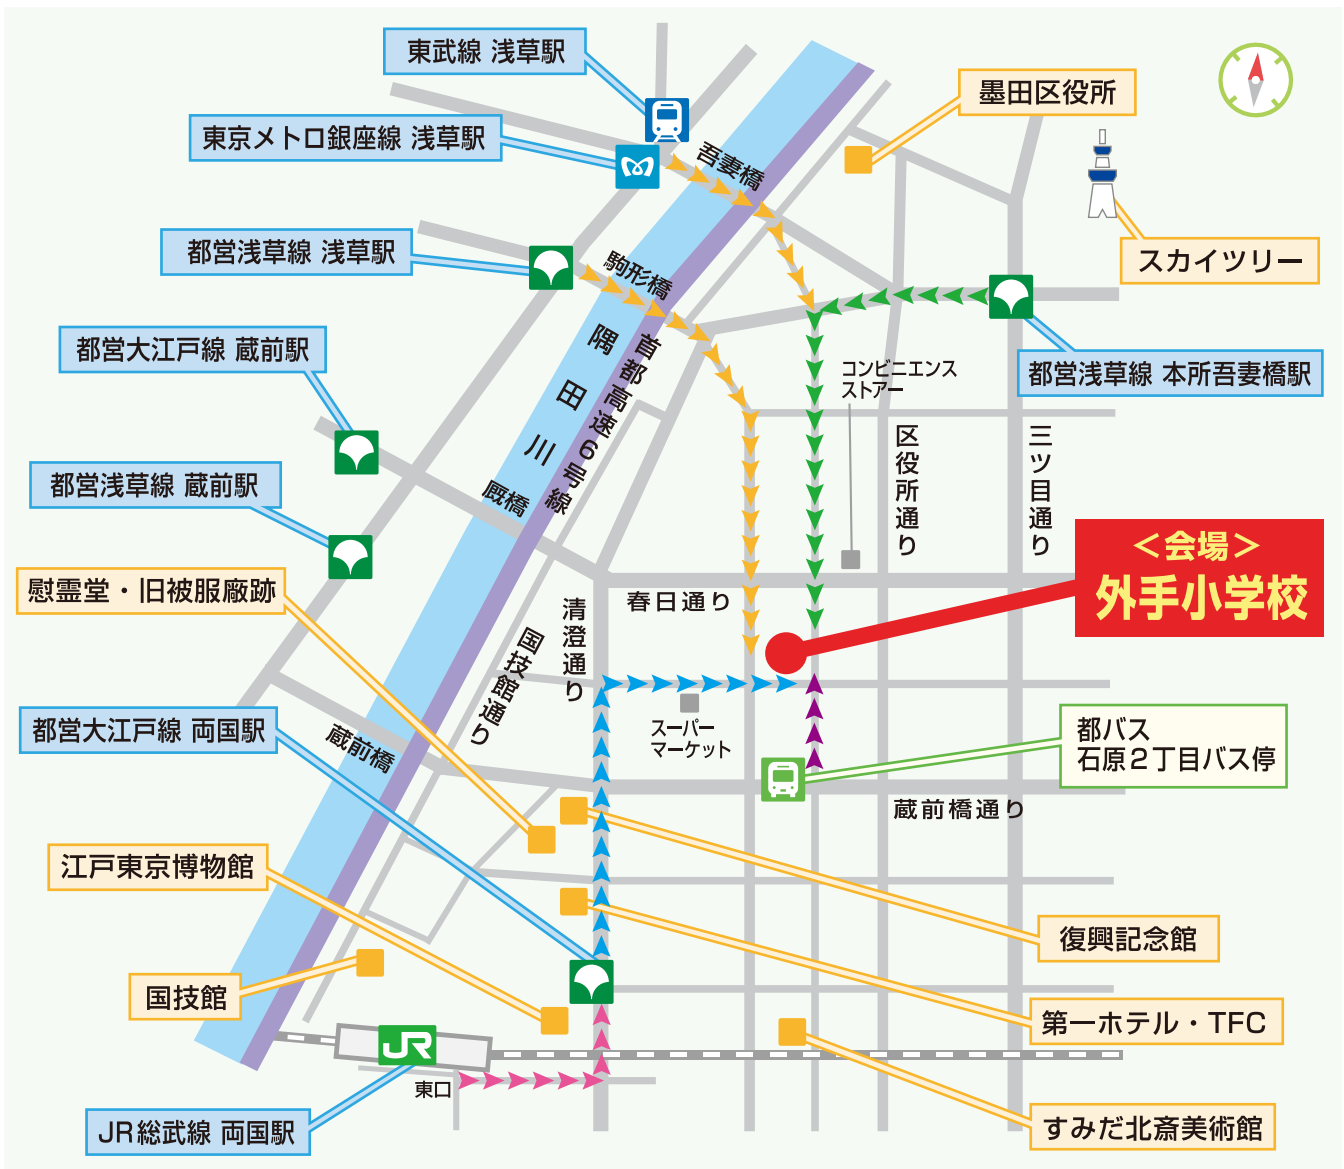 東武線 浅草駅
東京メトロ銀座線 浅草駅
都営浅草線 浅草駅
都営大江戸線 蔵前駅
都営浅草線 蔵前駅
慰霊堂・旧被服廠跡
都営大江戸線 両国駅
江戸東京博物館
国技館
JR総武線 両国駅
墨田区役所
スカイツリー
都営浅草線 本所吾妻橋駅
吾妻橋
駒形橋
隅田川
首都高速6号線
厩橋
コンビニエンス
ストアー
区役所通り
三ツ目通り
＜会場＞
外手小学校
春日通り
清澄通り
国技館通り
スーパー
マーケット
蔵前橋
都バス
石原2丁目バス停
蔵前橋通り
復興記念館
第一ホテル・TFC
すみだ北斎美術館
JR
東口